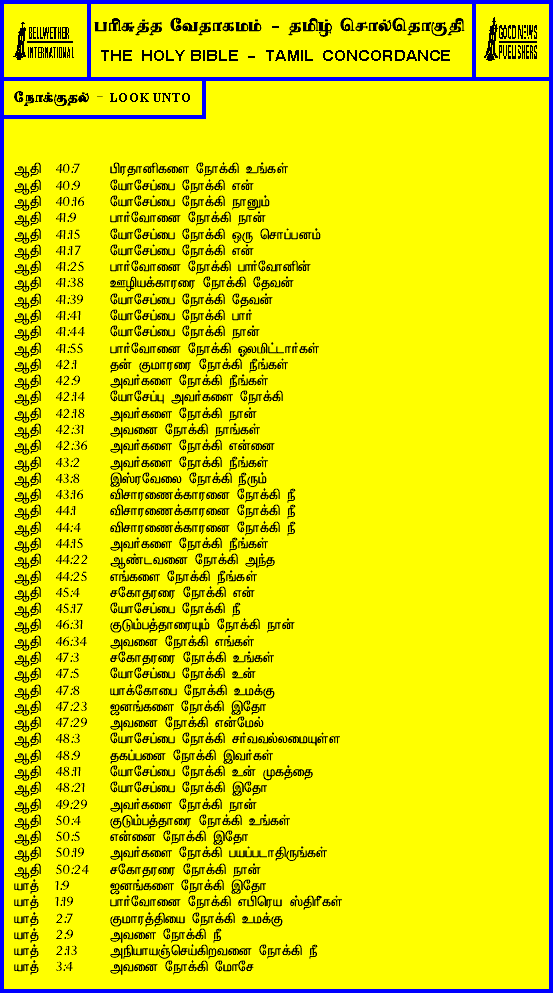 BELLWETHER
INTERNATIONAL
பரிசுத்த வேதாகமம் - தமிழ் சொல்தொகுதி
THE HOLY BIBLE - TAMIL CONCORDANCE
GOOD NEWS
PUBLISHERS
நோக்குதல் - LOOK UNTO
ஆதி 40:7 பிரதானிகளை நோக்கி உங்கள்
ஆதி 40:9 யோசேப்பை நோக்கி என்
ஆதி 40:16 யோசேப்பை நோக்கி நானும்
ஆதி 41:9 பார்வோனை நோக்கி நான்
ஆதி 41:15 யோசேப்பை நோக்கி ஒரு சொப்பனம்
ஆதி 41:17 யோசேப்பை நோக்கி என்
ஆதி 41:25 பார்வோனை நோக்கி பார்வோனின்
ஆதி 41:38 ஊழியக்காரரை நோக்கி தேவன்
ஆதி 41:39 யோசேப்பை நோக்கி தேவன்
ஆதி 41:41 யோசேப்பை நோக்கி பார்
ஆதி 41:44 யோசேப்பை நோக்கி நான்
ஆதி 41:55 பார்வோனை நோக்கி ஓலமிட்டார்கள்
ஆதி 42:1 தன் குமாரரை நோக்கி நீங்கள்
ஆதி 42:9 அவர்களை நோக்கி நீங்கள்
ஆதி 42:14 யோசேப்பு அவர்களை நோக்கி
ஆதி 42:18 அவர்களை நோக்கி நான்
ஆதி 42:31 அவனை நோக்கி நாங்கள்
ஆதி 42:36 அவர்களை நோக்கி என்னை
ஆதி 43:2 அவர்களை நோக்கி நீங்கள்
ஆதி 43:8 இஸ்ரவேலை நோக்கி நீரும்
ஆதி 43:16 விசாரணைக்காரனை நோக்கி நீ
ஆதி 44:1 விசாரணைக்காரனை நோக்கி நீ
ஆதி 44:4 விசாரணைக்காரனை நோக்கி நீ
ஆதி 44:15 அவர்களை நோக்கி நீங்கள்
ஆதி 44:22 ஆண்டவனை நோக்கி அந்த
ஆதி 44:25 எங்களை நோக்கி நீங்கள்
ஆதி 45:4 சகோதரரை நோக்கி என்
ஆதி 45:17 யோசேப்பை நோக்கி நீ
ஆதி 46:31 குடும்பத்தாரையும் நோக்கி நான்
ஆதி 46:34 அவனை நோக்கி எங்கள்
ஆதி 47:3 சகோதரரை நோக்கி உங்கள்
ஆதி 47:5 யோசேப்பை நோக்கி உன்
ஆதி 47:8 யாக்கோபை நோக்கி உமக்கு
ஆதி 47:23 ஜனங்களை நோக்கி இதோ
ஆதி 47:29 அவனை நோக்கி என்மேல்
ஆதி 48:3 யோசேப்பை நோக்கி சர்வவல்லமையுள்ள
ஆதி 48:9 தகப்பனை நோக்கி இவர்கள்
ஆதி 48:11 யோசேப்பை நோக்கி உன் முகத்தை
ஆதி 48:21 யோசேப்பை நோக்கி இதோ
ஆதி 49:29 அவர்களை நோக்கி நான்
ஆதி 50:4 குடும்பத்தாரை நோக்கி உங்கள்
ஆதி 50:5 என்னை நோக்கி இதோ
ஆதி 50:19 அவர்களை நோக்கி பயப்படாதிருங்கள்
ஆதி 50:24 சகோதரரை நோக்கி நான்
யாத் 1:9 ஜனங்களை நோக்கி இதோ
யாத் 1:19 பார்வோனை நோக்கி எபிரெய ஸ்திரீகள்
யாத் 2:7 குமாரத்தியை நோக்கி உமக்கு
யாத் 2:9 அவளை நோக்கி நீ
யாத் 2:13 அநியாயஞ்செய்கிறவனை நோக்கி நீ
யாத் 3:4 அவனை நோக்கி மோசே